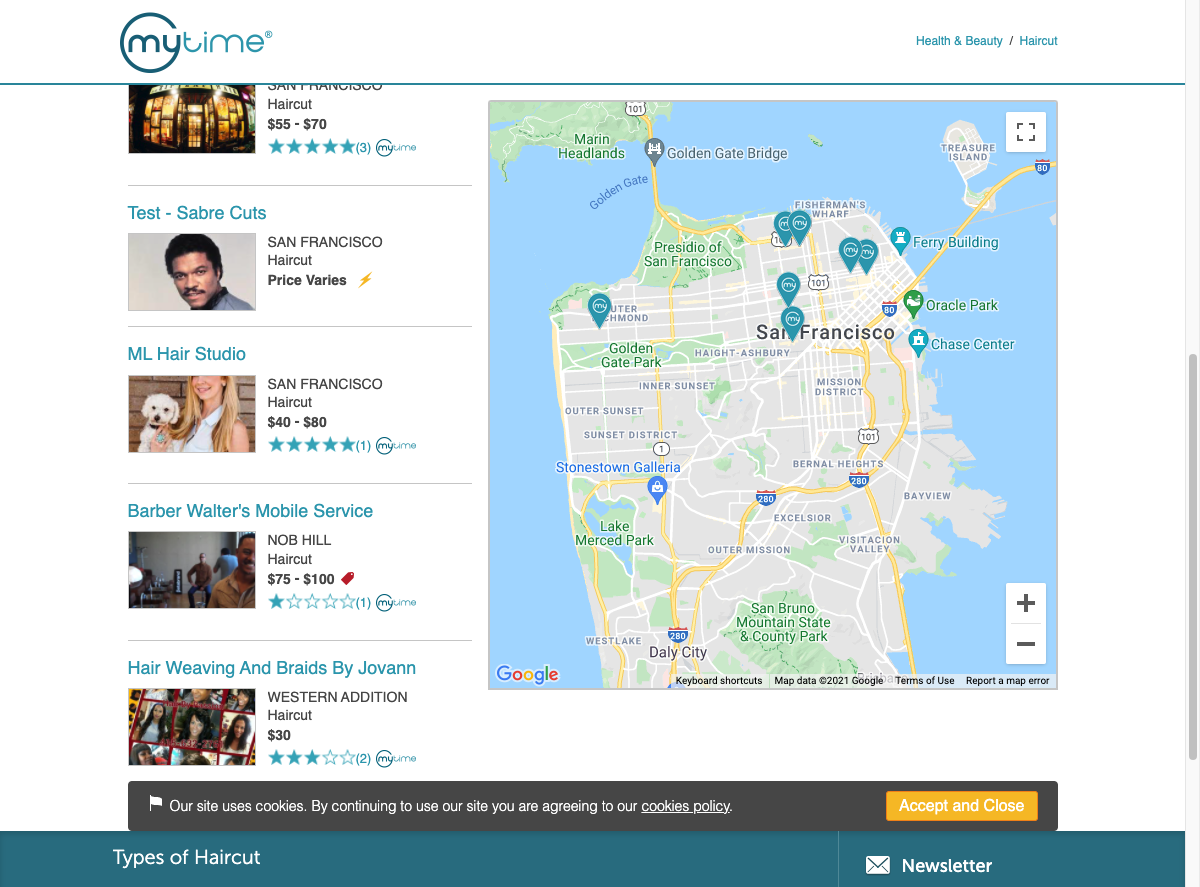 mytime®
Health & Beauty / Haircut
SAN FRANCISCO
Haircut
$55 - $70
(3) mytime
Test - Sabre Cuts
SAN FRANCISCO
Haircut
Price Varies
ML Hair Studio
SAN FRANCISCO
Haircut
$40 - $80
(1) mytime
Barber Walter's Mobile Service
NOB HILL
Haircut
$75 - $100
(1) mytime
Hair Weaving And Braids By Jovann
WESTERN ADDITION
Haircut
$30
(2) mytime
101
Marin
Headlands
Golden Gate Bridge
TREASURE
ISLAND
80
Golden Gate
FISHERMAN'S
WHARF
my
my
Presidio of
San Francisco
Ferry Building
my
my
my
101
my
OUTER
RICHMOND
80
Oracle Park
my
San Francisco
Chase Center
Golden
Gate Park
HAIGHT-ASHBURY
INNER SUNSET
MISSION
DISTRICT
OUTER SUNSET
SUNSET DISTRICT
101
1
Stonestown Galleria
BERNAL HEIGHTS
280
280
BAYVIEW
EXCELSIOR
Lake
Merced Park
OUTER MISSION
VISITACION
VALLEY
San Bruno
Mountain State
& County Park
280
WESTLAKE
Daly City
Google
Keyboard shortcuts
Map data ©2021 Google
Terms of Use
Report a map error
Our site uses cookies. By continuing to use our site you are agreeing to our cookies policy.
Accept and Close
Types of Haircut
Newsletter